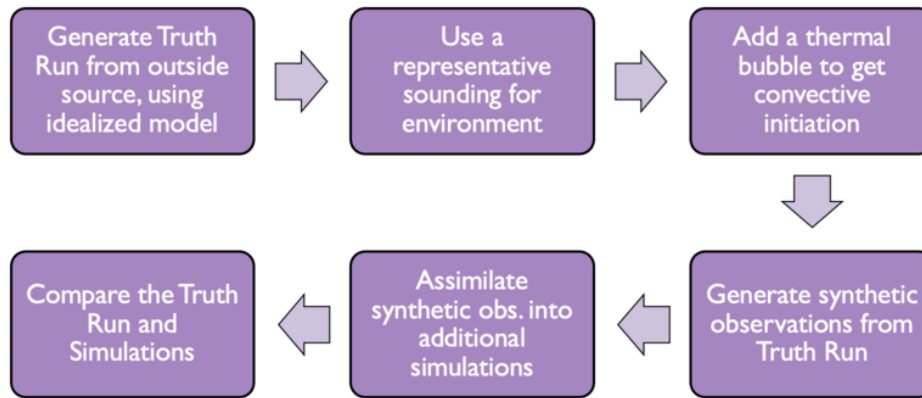 Generate Truth
Run from outside
source, using
idealized model
Use a
representative
sounding for
environment
Add a thermal
bubble to get
convective
initiation
Generate synthetic
observations from
Truth Run
Assimilate
synthetic obs. into
additional
simulations
Compare the Truth
Run and
Simulations